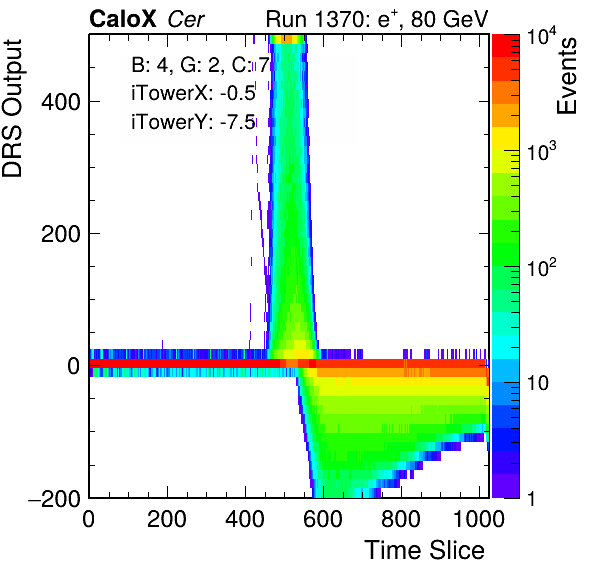 CaloX Cer Run 1370: e⁺, 80 GeV
B: 4, G: 2, C: 7
iTowerX: -0.5
iTowerY: -7.5
DRS Output
400
200
0
−200
0 200 400 600 800 1000
Time Slice
Events
10⁴
10³
10²
10
1